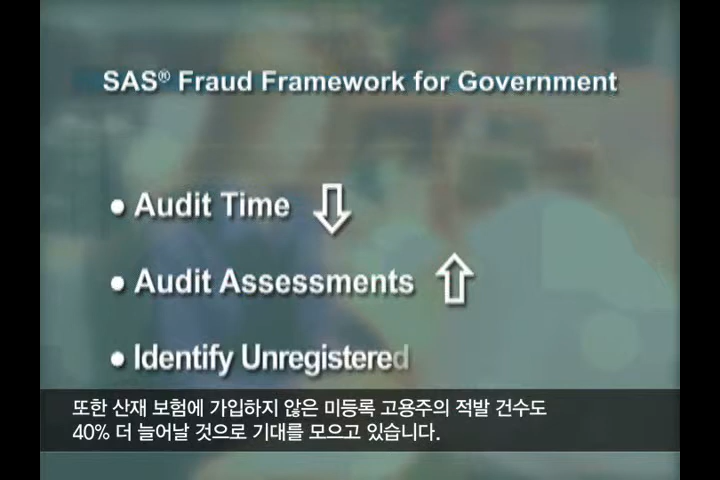 SAS® Fraud Framework for Government
• Audit Time
• Audit Assessments
• Identify Unregistered
또한 산재 보험에 가입하지 않은 미등록 고용주의 적발 건수도
40% 더 늘어날 것으로 기대를 모으고 있습니다.